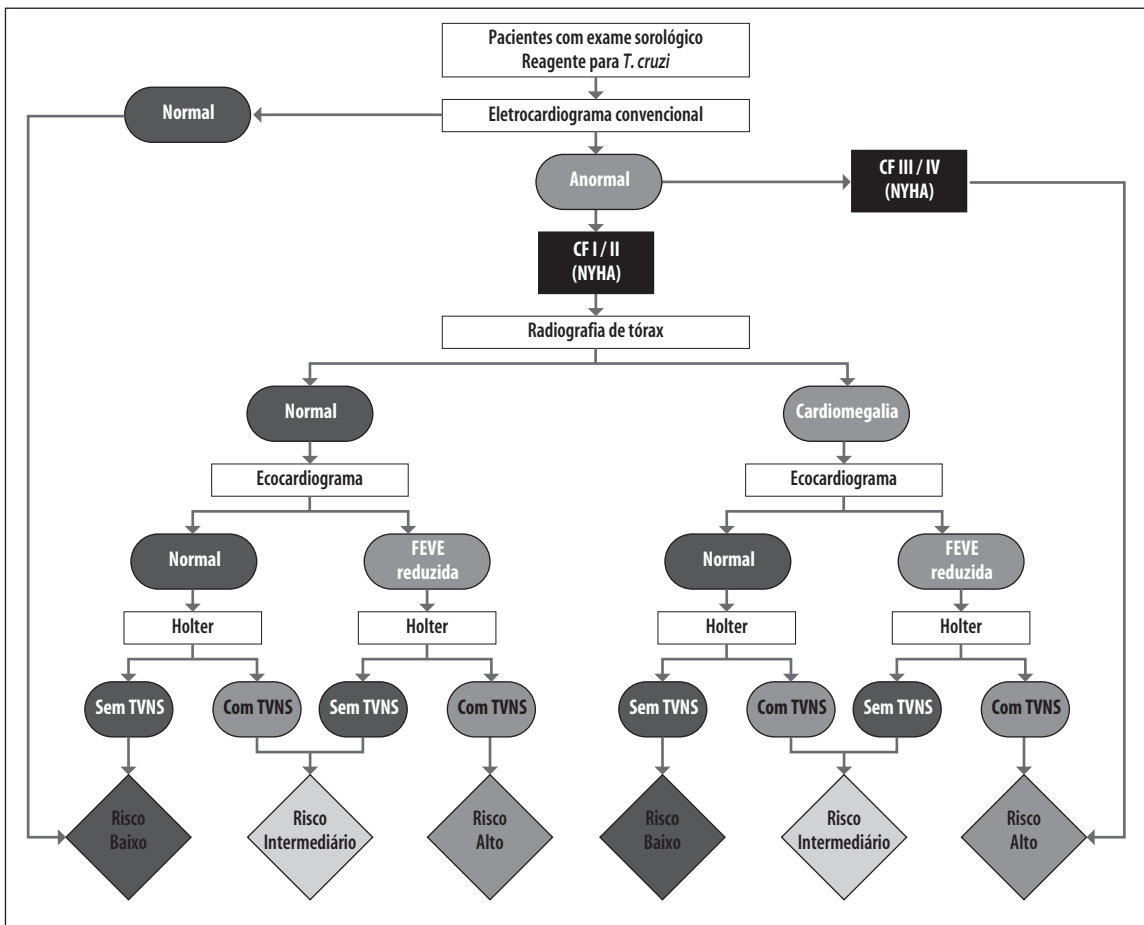 Pacientes com exame sorológico
Reagente para T. cruzi
Normal
Eletrocardiograma convencional
Anormal
CF III / IV
(NYHA)
CF I / II
(NYHA)
Radiografia de tórax
Normal
Cardiomegalia
Ecocardiograma
Ecocardiograma
Normal
FEVE
reduzida
Normal
FEVE
reduzida
Holter
Holter
Holter
Holter
Sem TVNS
Com TVNS
Sem TVNS
Com TVNS
Sem TVNS
Com TVNS
Sem TVNS
Com TVNS
Risco
Baixo
Risco
Intermediário
Risco
Alto
Risco
Baixo
Risco
Intermediário
Risco
Alto